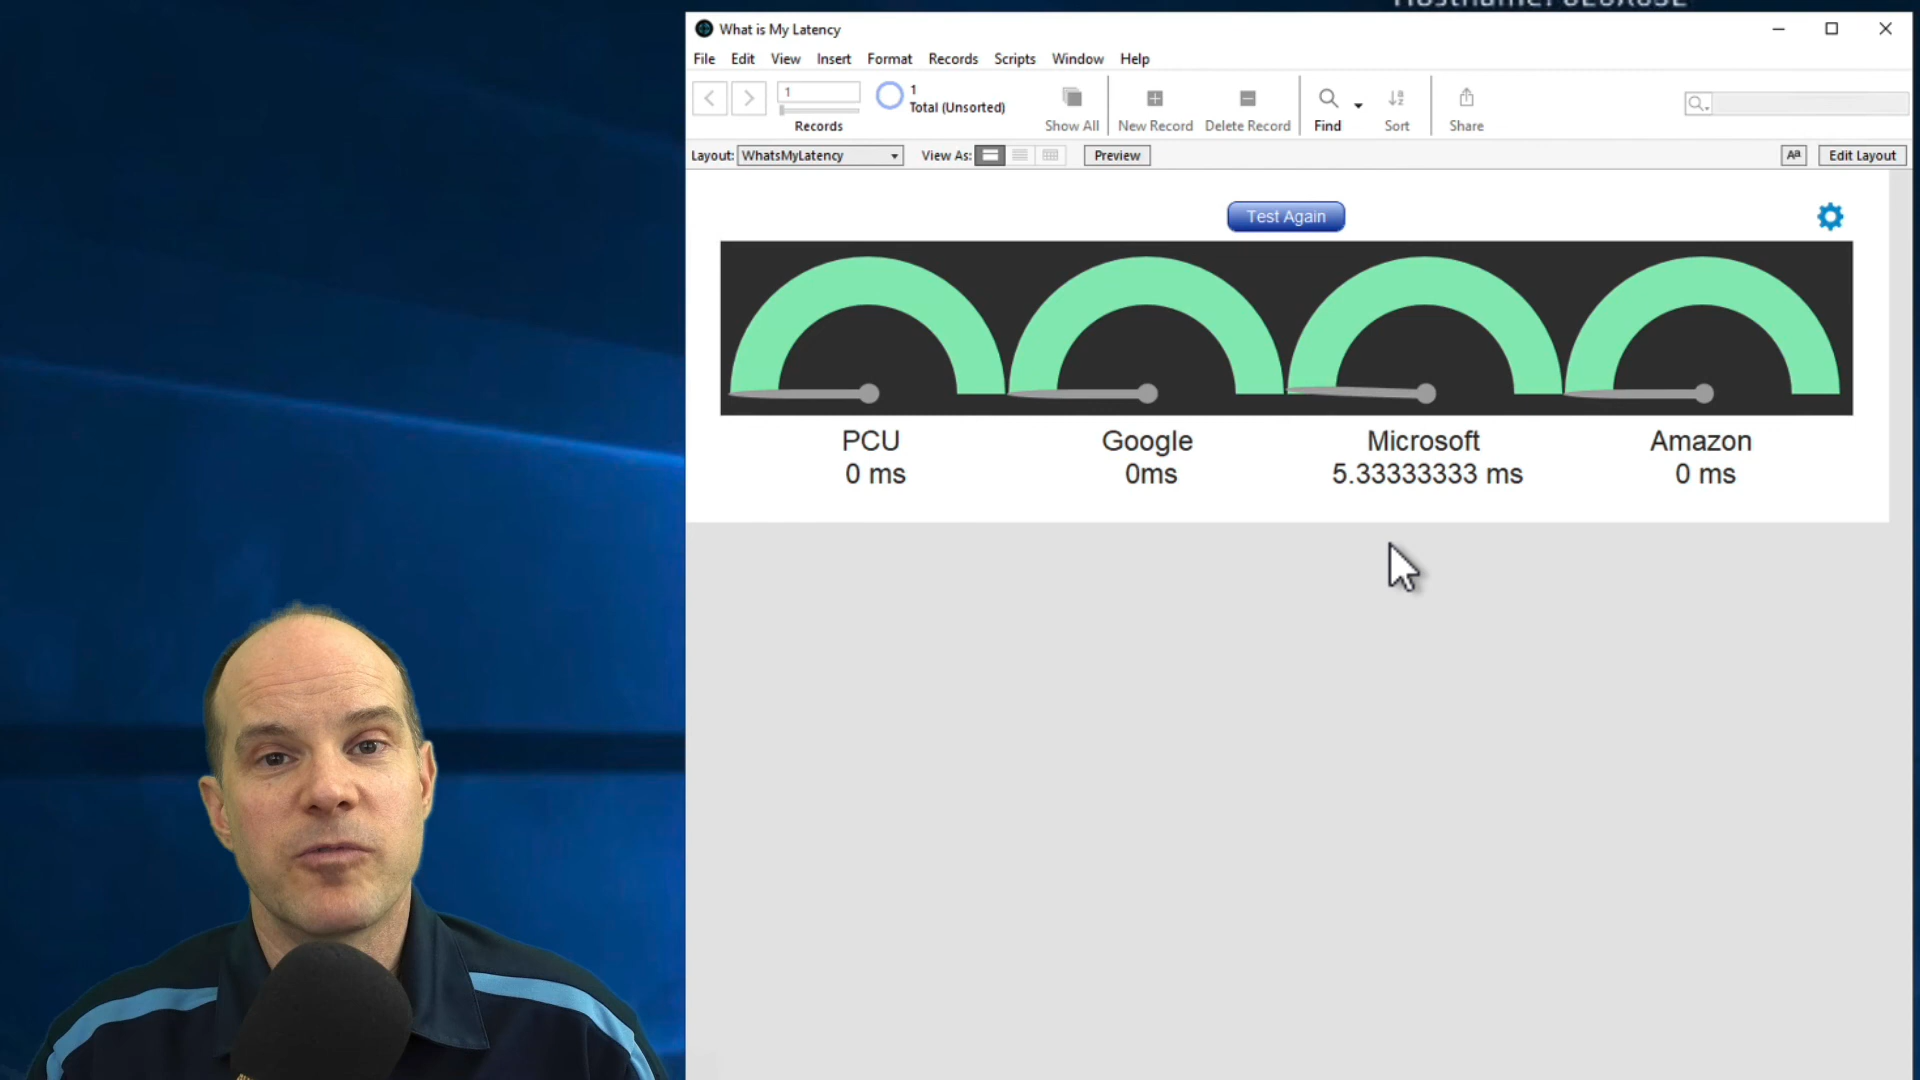 What is My Latency
File Edit View Insert Format Records Scripts Window Help
1
1
Total (Unsorted)
Records
Show All
New Record
Delete Record
Find
Sort
Share
Layout: WhatsMyLatency View As: Preview Aa Edit Layout
Test Again
PCU Google Microsoft Amazon
0 ms 0ms 5.33333333 ms 0 ms